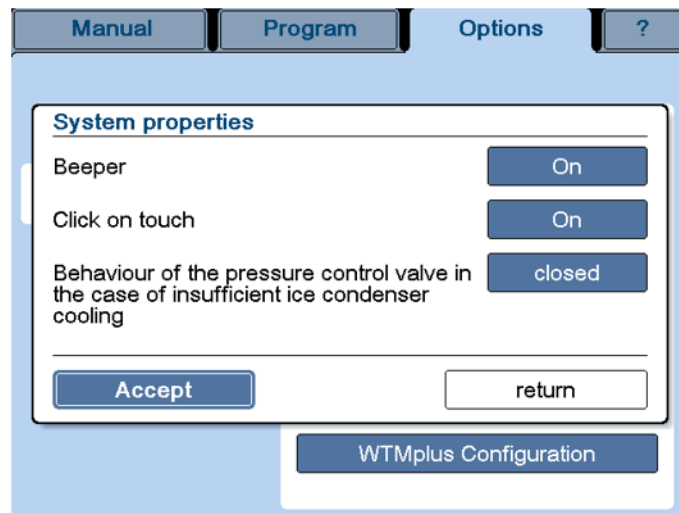 Manual Program Options ?
System properties
Beeper On
Click on touch On
Behaviour of the pressure control valve in closed
the case of insufficient ice condenser
cooling
Accept return
WTMplus Configuration